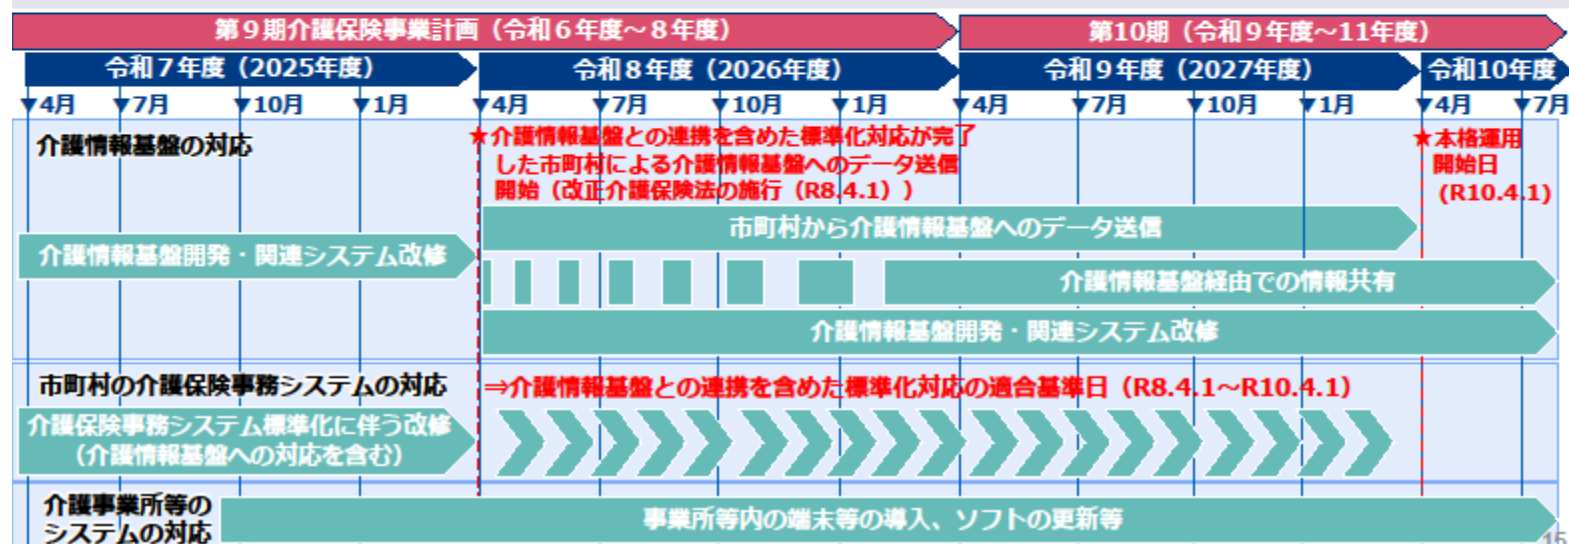 第9期介護保険事業計画（令和6年度～8年度）
第10期（令和9年度～11年度）
令和7年度（2025年度）
令和8年度（2026年度）
令和9年度（2027年度）
令和10年度
▼4月 ▼7月 ▼10月 ▼1月 ▼4月 ▼7月 ▼10月 ▼1月 ▼4月 ▼7月 ▼10月 ▼1月 ▼4月 ▼7月
介護情報基盤の対応
★介護情報基盤との連携を含めた標準化対応が完了
した市町村による介護情報基盤へのデータ送信
開始（改正介護保険法の施行（R8.4.1））
★本格運用
開始日
（R10.4.1）
市町村から介護情報基盤へのデータ送信
介護情報基盤開発・関連システム改修
介護情報基盤経由での情報共有
介護情報基盤開発・関連システム改修
市町村の介護保険事務システムの対応
⇒介護情報基盤との連携を含めた標準化対応の適合基準日（R8.4.1～R10.4.1）
介護保険事務システム標準化に伴う改修
（介護情報基盤への対応を含む）
介護事業所等の
システムの対応
事業所等内の端末等の導入、ソフトの更新等
15